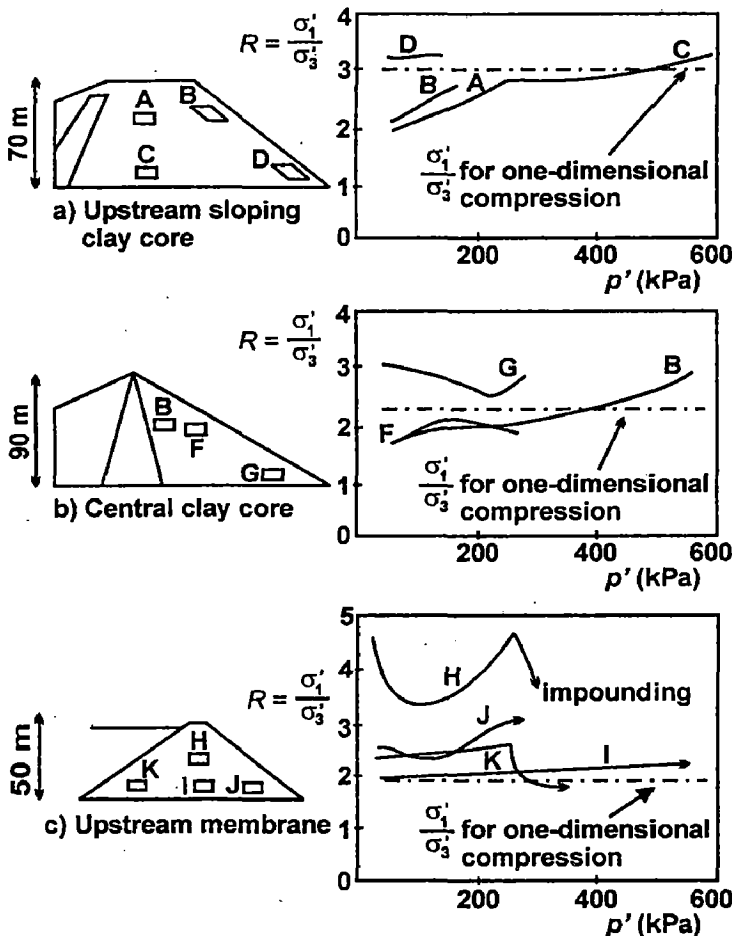 R = σ'₁ / σ'₃
4
3
2
1
0
D
B
A
C
σ'₁ / σ'₃ for one-dimensional
compression
200
400
600
p' (kPa)
70 m
A
B
C
D
a) Upstream sloping
clay core
R = σ'₁ / σ'₃
4
3
2
1
0
G
B
F
σ'₁ / σ'₃ for one-dimensional
compression
200
400
600
p' (kPa)
90 m
B
F
G
b) Central clay core
R = σ'₁ / σ'₃
5
4
3
2
1
0
H
impounding
J
K
I
σ'₁ / σ'₃ for one-dimensional
compression
200
400
600
p' (kPa)
50 m
H
K
I
J
c) Upstream membrane